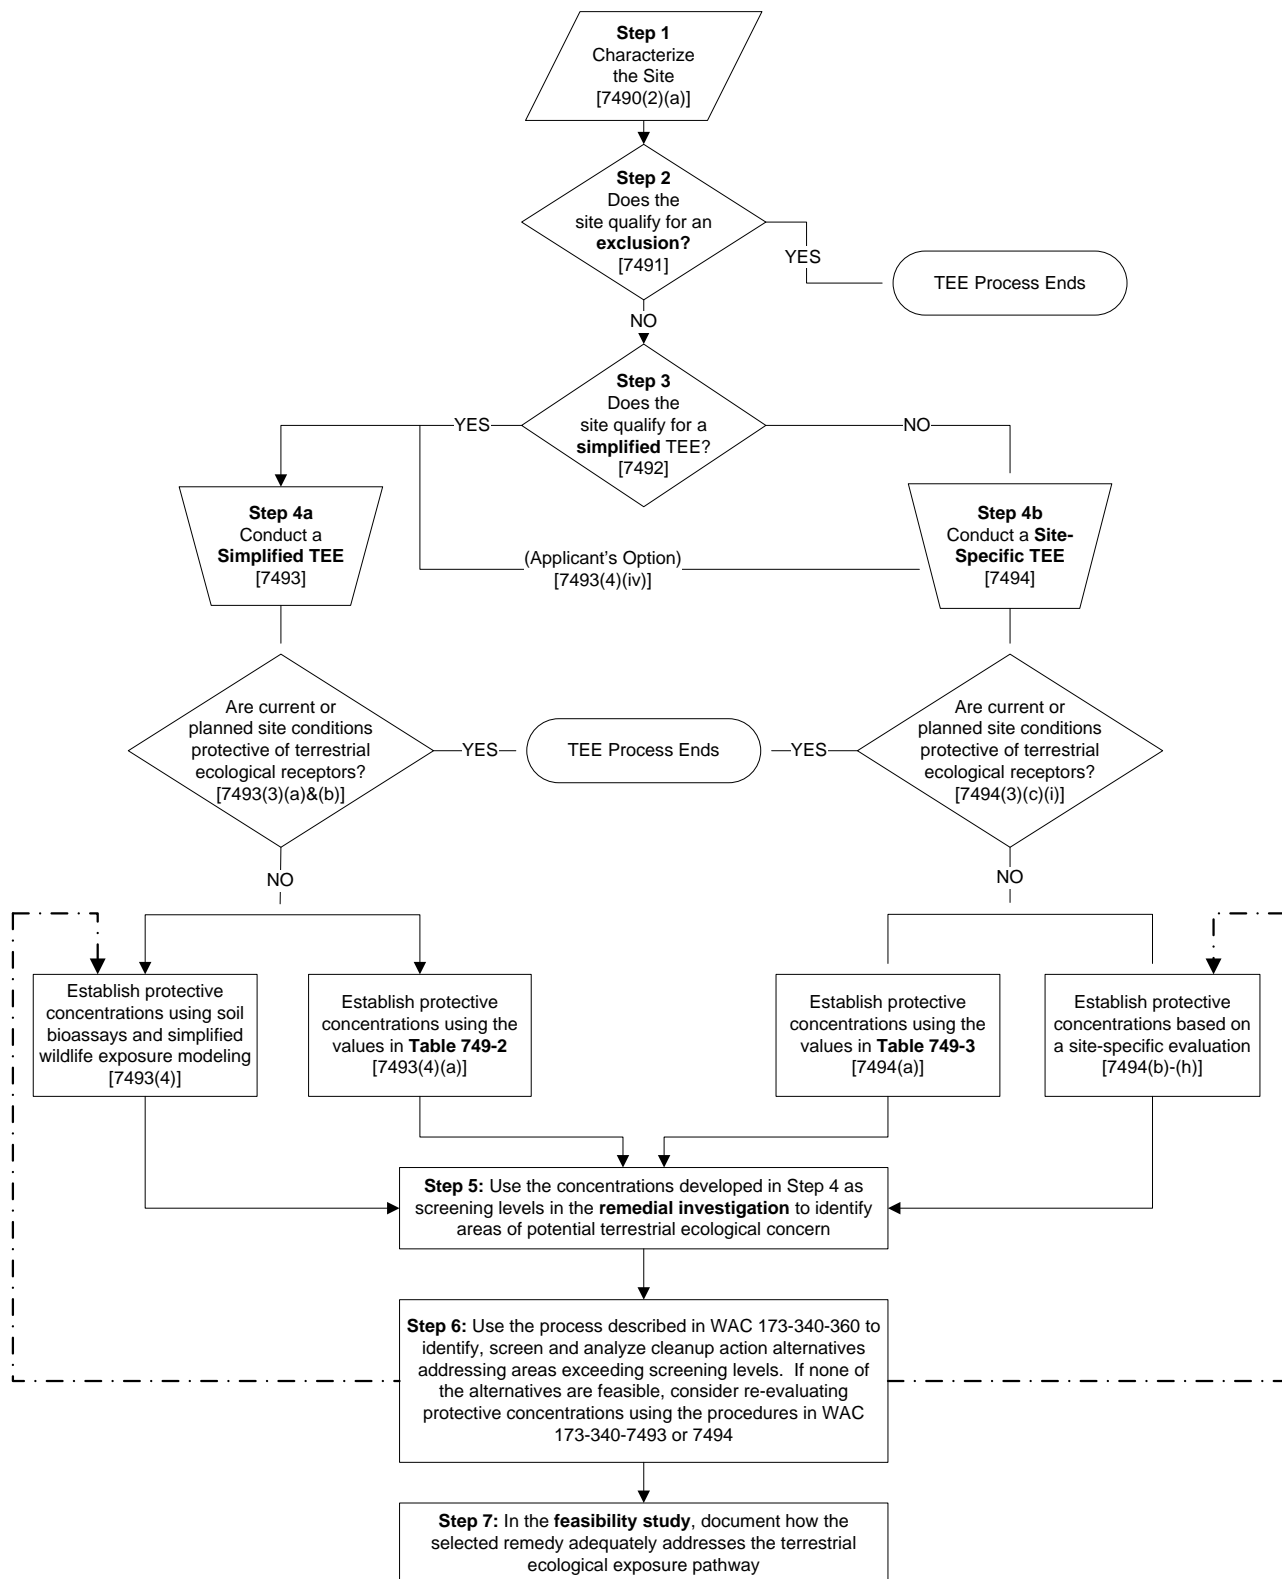 Step 1
Characterize
the Site
[7490(2)(a)]
Step 2
Does the
site qualify for an
exclusion?
[7491]
YES
TEE Process Ends
NO
Step 3
Does the
site qualify for a
simplified TEE?
[7492]
YES
NO
Step 4a
Conduct a
Simplified TEE
[7493]
(Applicant's Option)
[7493(4)(iv)]
Step 4b
Conduct a Site-
Specific TEE
[7494]
Are current or
planned site conditions
protective of terrestrial
ecological receptors?
[7493(3)(a)&(b)]
YES
TEE Process Ends
YES
Are current or
planned site conditions
protective of terrestrial
ecological receptors?
[7494(3)(c)(i)]
NO
NO
Establish protective
concentrations using soil
bioassays and simplified
wildlife exposure modeling
[7493(4)]
Establish protective
concentrations using the
values in Table 749-2
[7493(4)(a)]
Establish protective
concentrations using the
values in Table 749-3
[7494(a)]
Establish protective
concentrations based on
a site-specific evaluation
[7494(b)-(h)]
Step 5: Use the concentrations developed in Step 4 as
screening levels in the remedial investigation to identify
areas of potential terrestrial ecological concern
Step 6: Use the process described in WAC 173-340-360 to
identify, screen and analyze cleanup action alternatives
addressing areas exceeding screening levels.  If none of
the alternatives are feasible, consider re-evaluating
protective concentrations using the procedures in WAC
173-340-7493 or 7494
Step 7: In the feasibility study, document how the
selected remedy adequately addresses the terrestrial
ecological exposure pathway